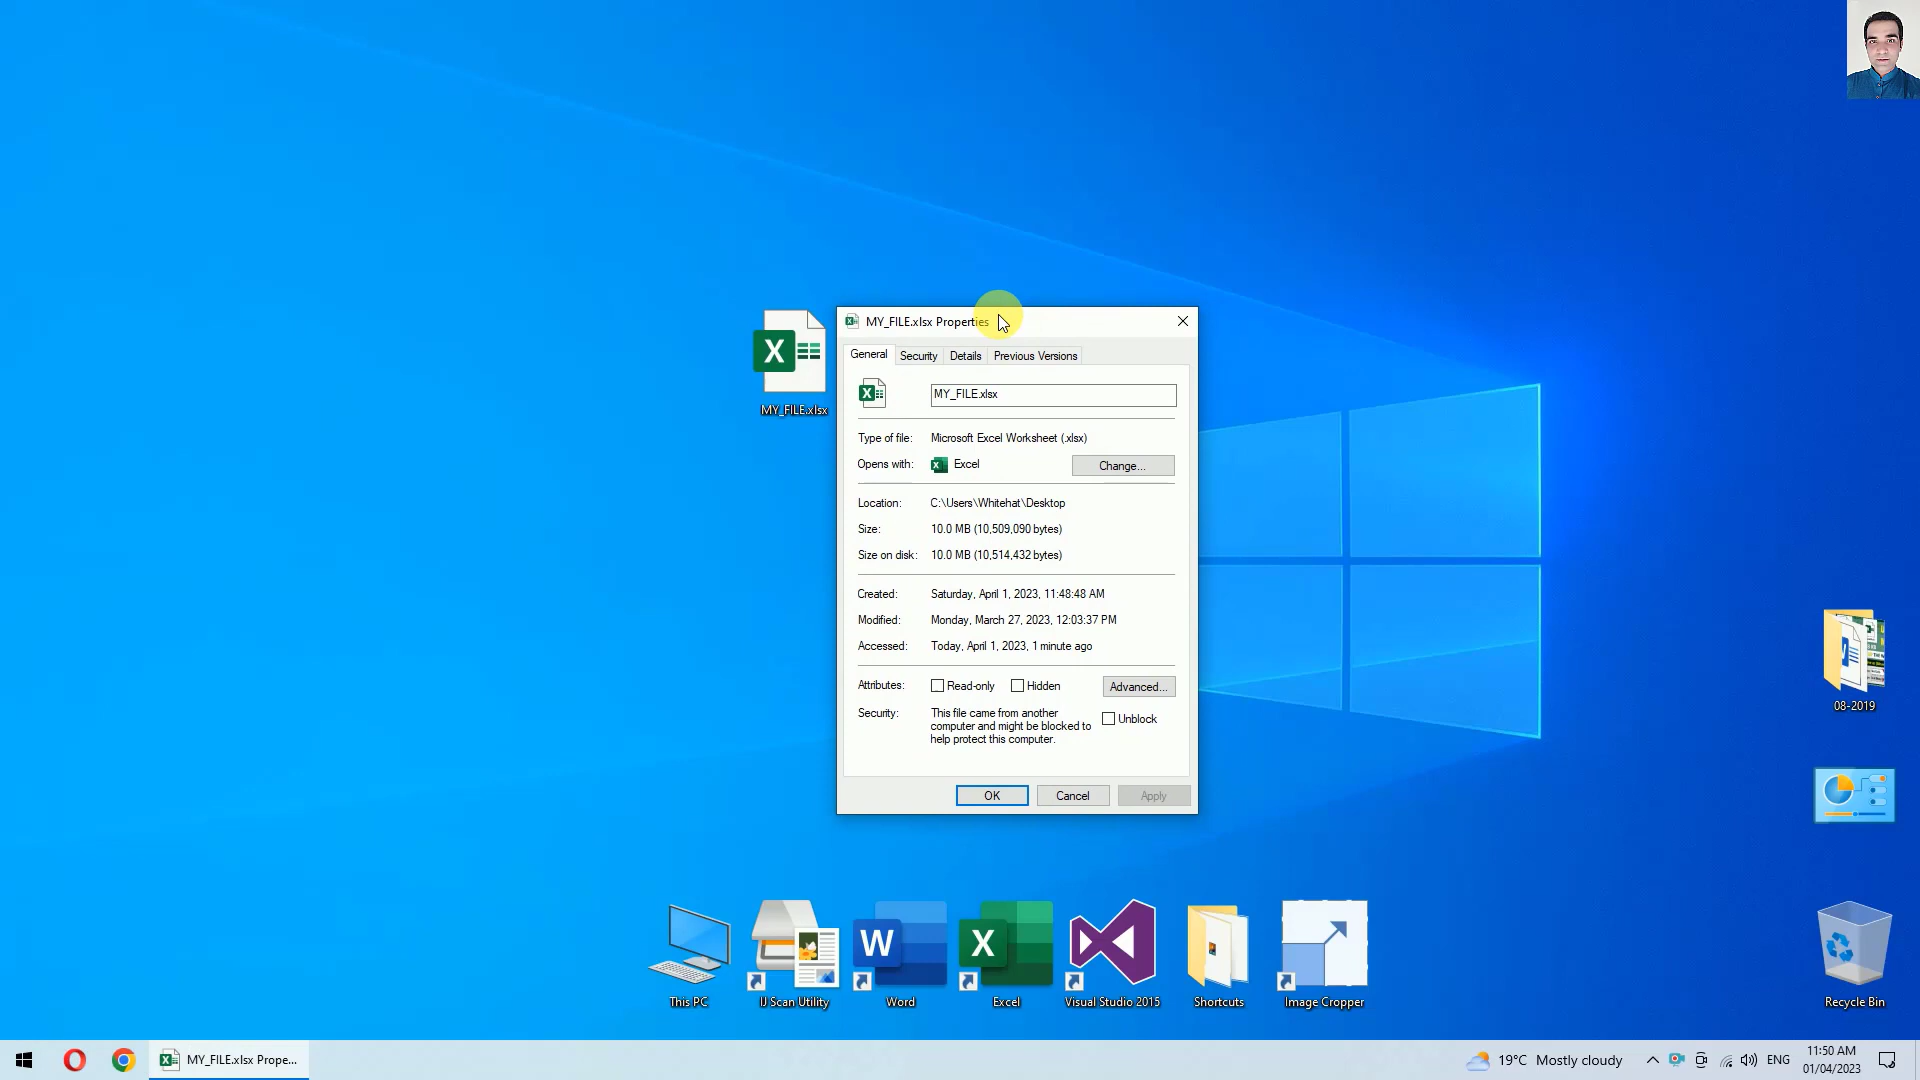 MY_FILE.xlsx Properties
General Security Details Previous Versions
MY_FILE.xlsx
MY_FILE.xlsx
Type of file: Microsoft Excel Worksheet (.xlsx)
Opens with: Excel Change...
Location: C:\Users\Whitehat\Desktop
Size: 10.0 MB (10,509,090 bytes)
Size on disk: 10.0 MB (10,514,432 bytes)
Created: Saturday, April 1, 2023, 11:48:48 AM
Modified: Monday, March 27, 2023, 12:03:37 PM
Accessed: Today, April 1, 2023, 1 minute ago
Attributes: Read-only Hidden Advanced...
Security: This file came from another
computer and might be blocked to
help protect this computer.
Unblock
OK Cancel Apply
08-2019
This PC IJ Scan Utility Word Excel Visual Studio 2015 Shortcuts Image Cropper Recycle Bin
MY_FILE.xlsx Prope... 19°C Mostly cloudy ENG 11:50 AM
01/04/2023